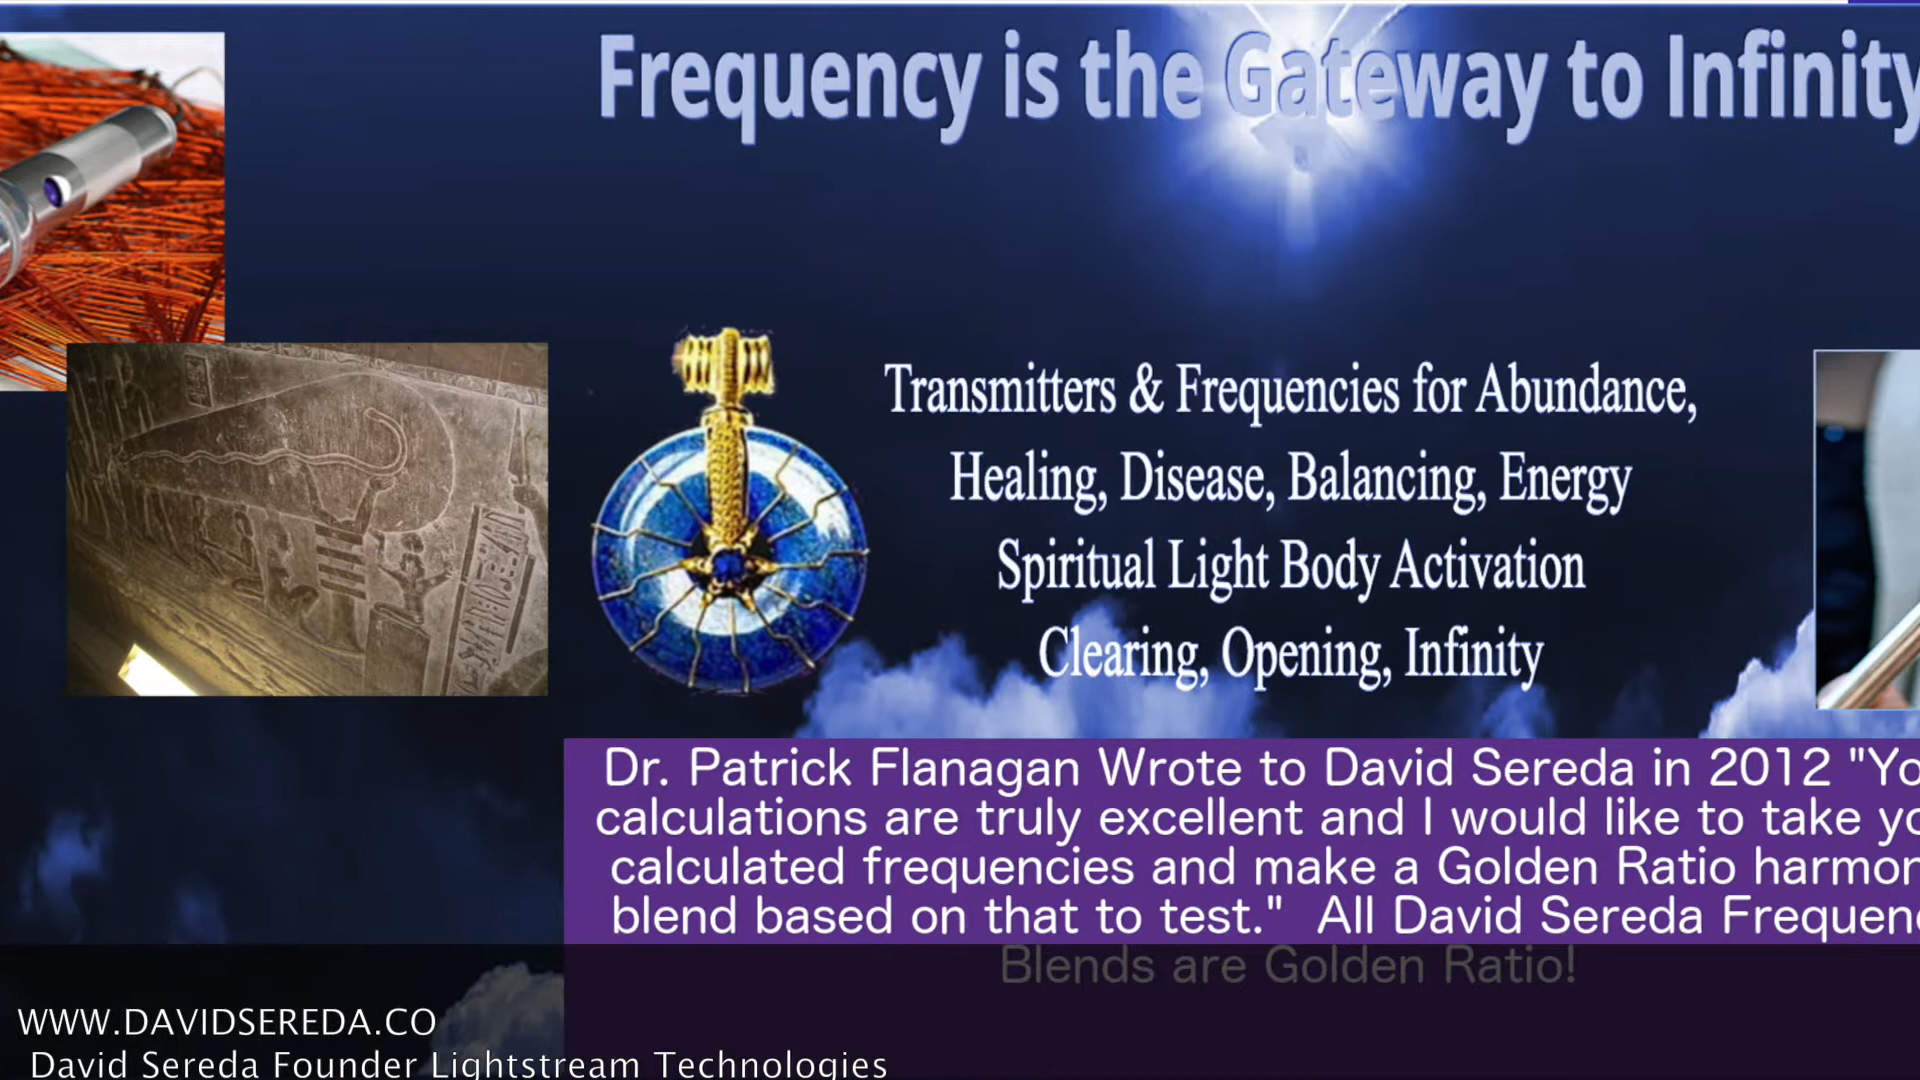 Frequency is the Gateway to Infinity
Transmitters & Frequencies for Abundance,
Healing, Disease, Balancing, Energy
Spiritual Light Body Activation
Clearing, Opening, Infinity
Dr. Patrick Flanagan Wrote to David Sereda in 2012 "Yo
calculations are truly excellent and I would like to take yo
calculated frequencies and make a Golden Ratio harmon
blend based on that to test." All David Sereda Frequenc
Blends are Golden Ratio!
WWW.DAVIDSEREDA.CO
David Sereda Founder Lightstream Technologies